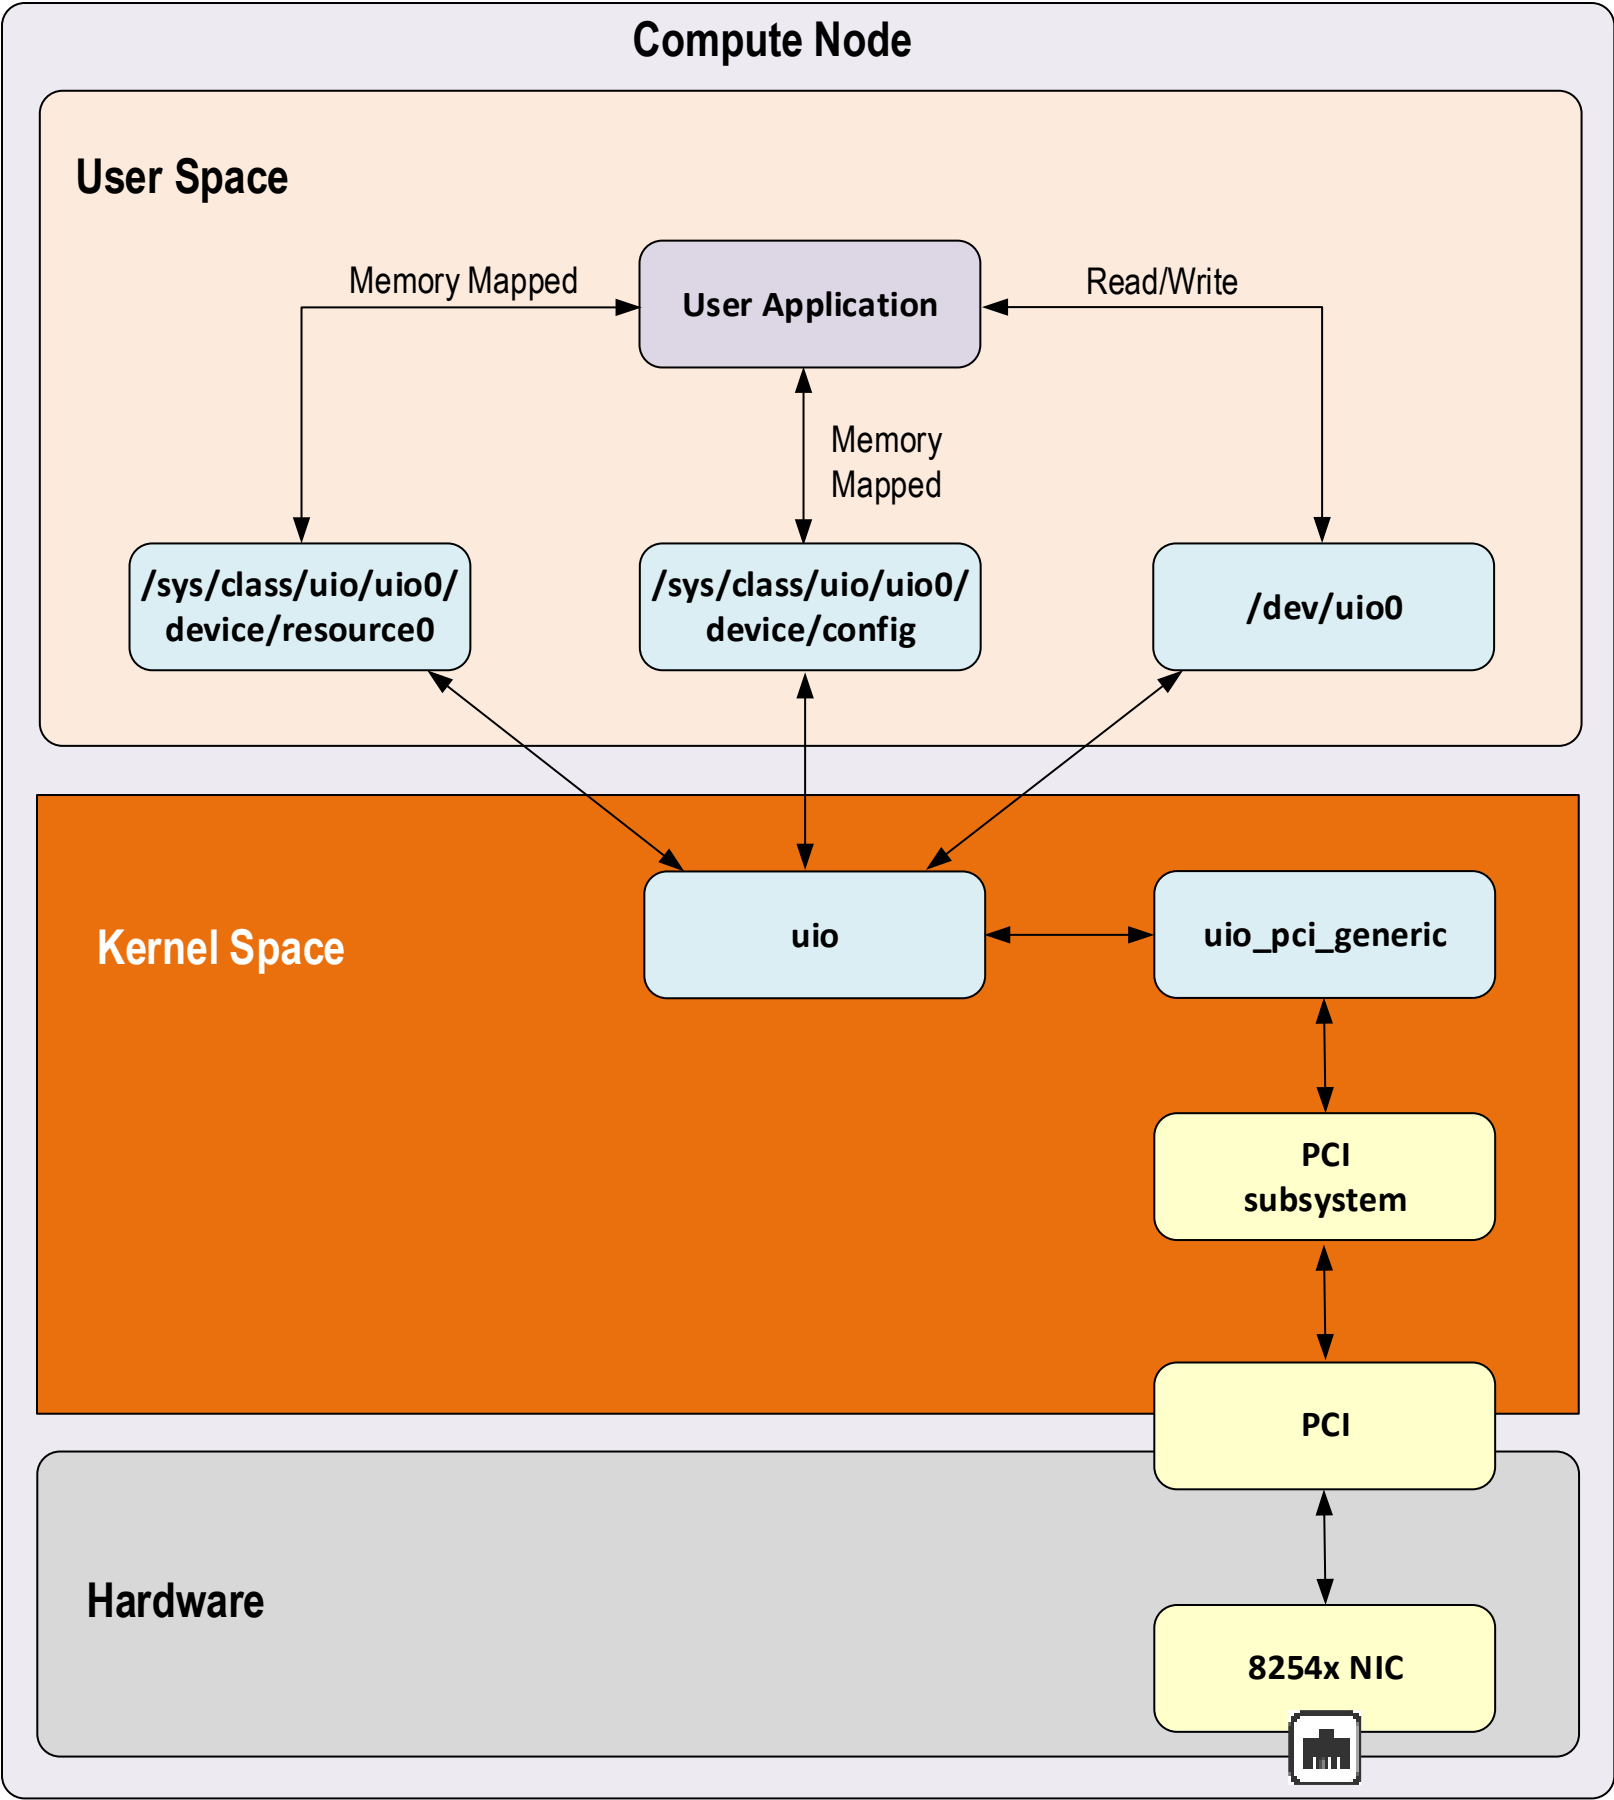 Compute Node
User Space
Memory Mapped
User Application
Read/Write
Memory
Mapped
/sys/class/uio/uio0/
device/resource0
/sys/class/uio/uio0/
device/config
/dev/uio0
Kernel Space
uio
uio_pci_generic
PCI
subsystem
PCI
Hardware
8254x NIC